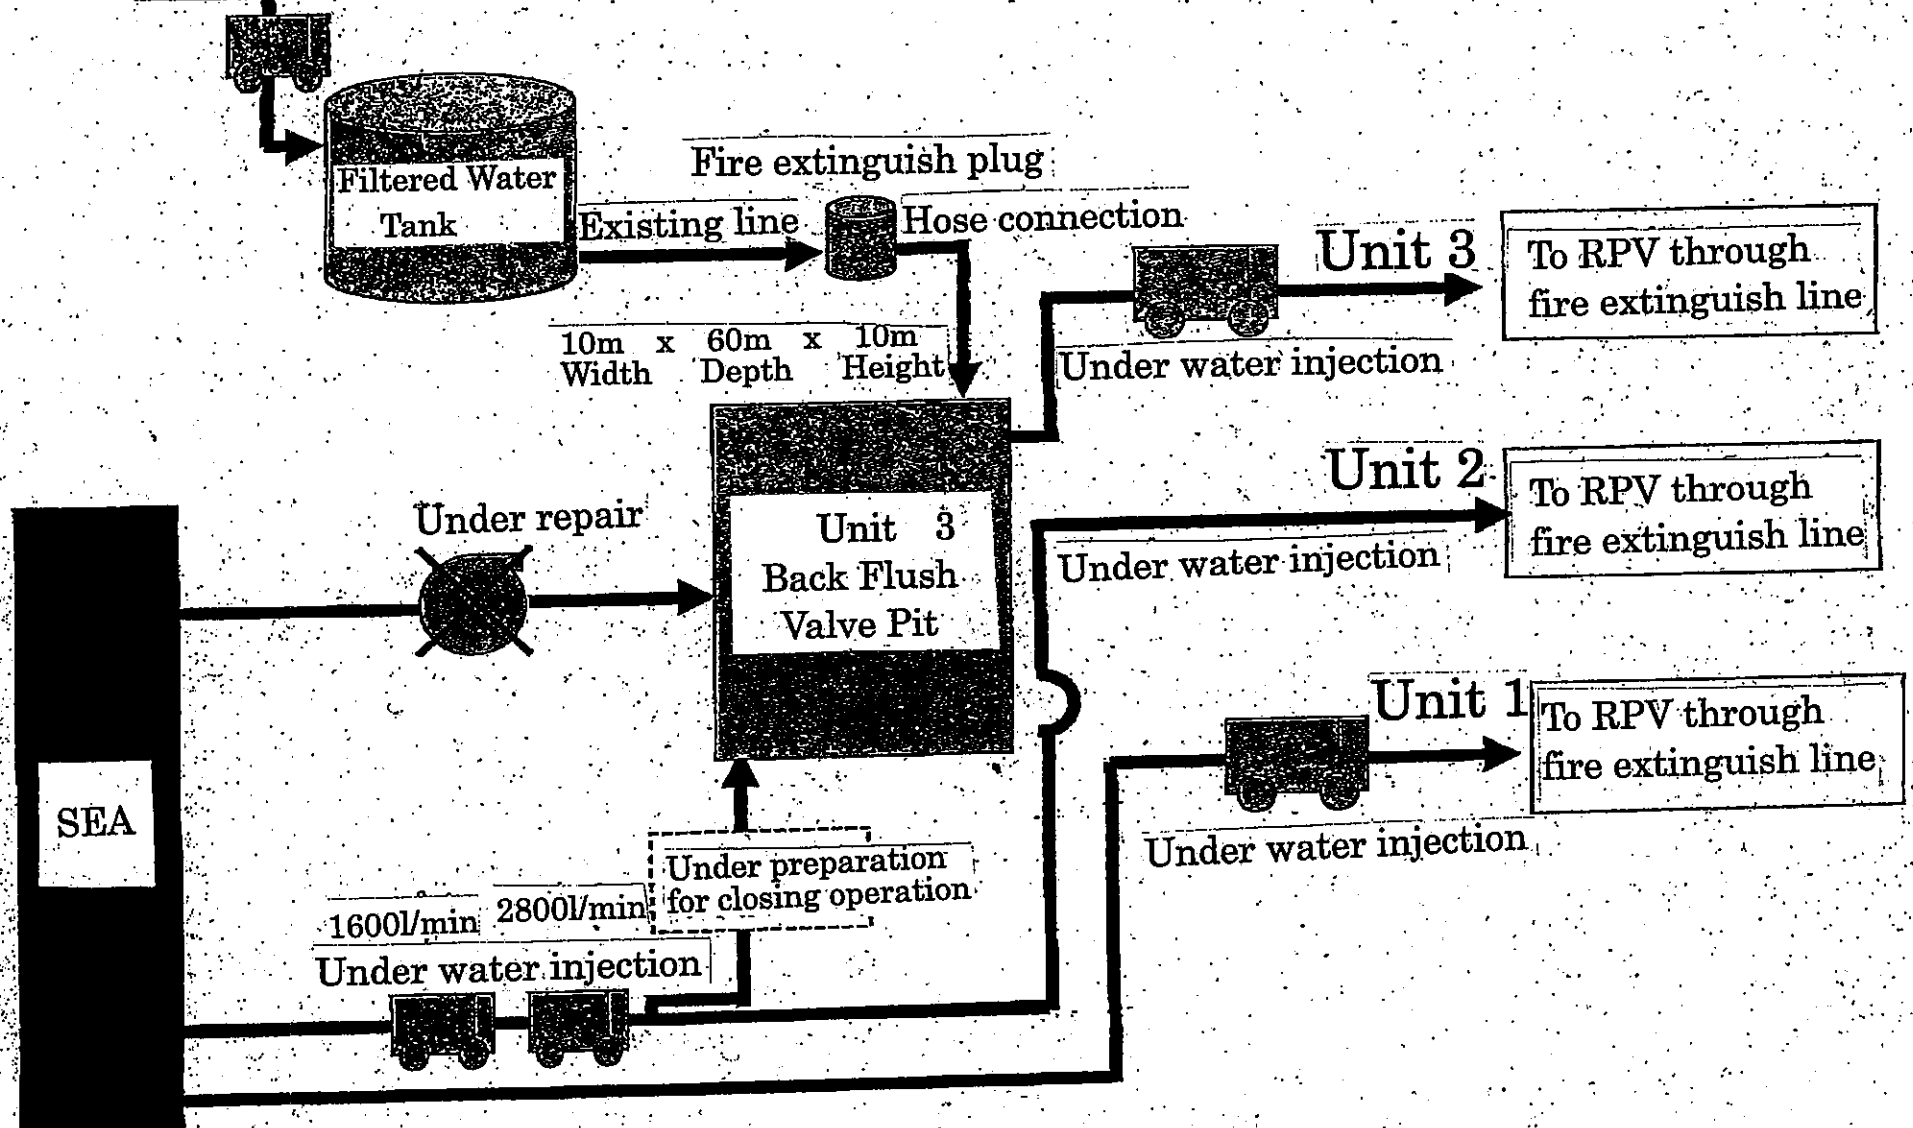 Filtered Water
Tank
Fire extinguish plug
Existing line
Hose connection
10m x 60m x 10m
Width Depth Height
Unit 3
To RPV through
fire extinguish line
Under water injection
Unit 2
To RPV through
fire extinguish line
Under water injection
Under repair
Unit 3
Back Flush
Valve Pit
Unit 1
To RPV through
fire extinguish line
Under water injection
SEA
Under preparation
for closing operation
1600l/min 2800l/min
Under water injection